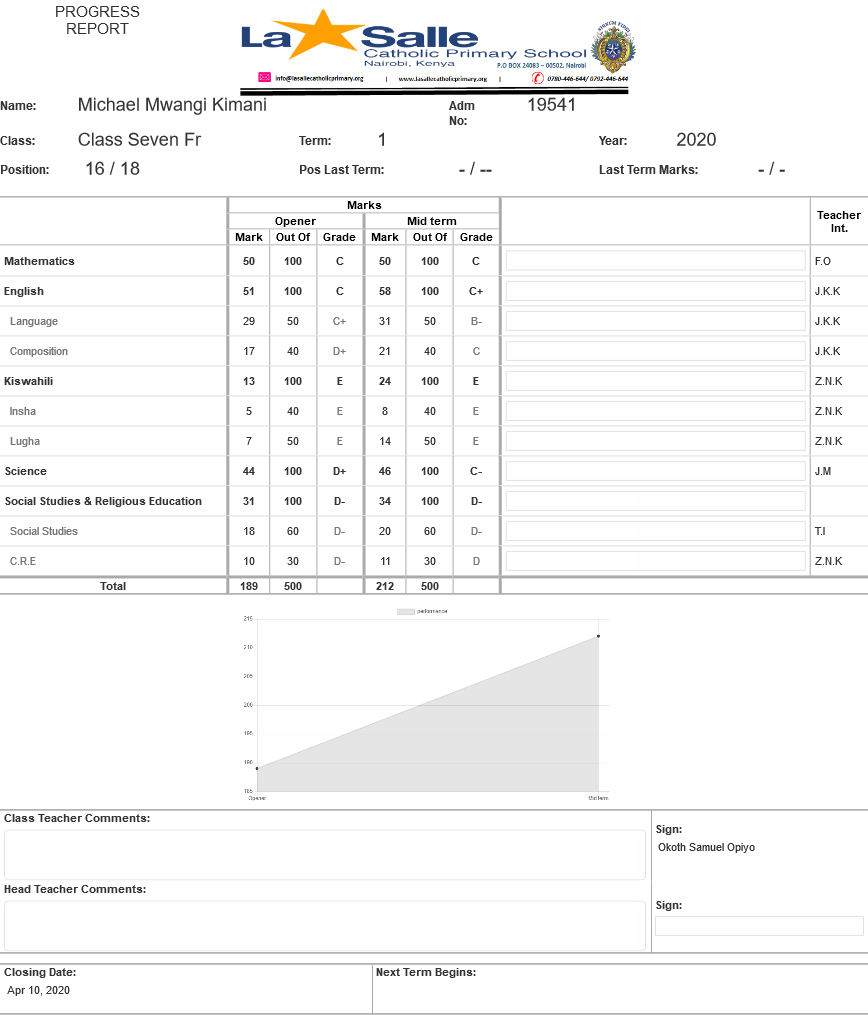 PROGRESS
REPORT
La Salle
Catholic Primary School
Nairobi, Kenya
P.O BOX 24083 – 00502, Nairobi
info@lasallecatholicprimary.org | www.lasallecatholicprimary.org | 0780-446-644/ 0792-446-644
Name: Michael Mwangi Kimani Adm No: 19541
Class: Class Seven Fr Term: 1 Year: 2020
Position: 16 / 18 Pos Last Term: - / -- Last Term Marks: - / -
Marks
Opener Mid term Teacher Int.
Mark Out Of Grade Mark Out Of Grade
Mathematics 50 100 C 50 100 C F.O
English 51 100 C 58 100 C+ J.K.K
Language 29 50 C+ 31 50 B- J.K.K
Composition 17 40 D+ 21 40 C J.K.K
Kiswahili 13 100 E 24 100 E Z.N.K
Insha 5 40 E 8 40 E Z.N.K
Lugha 7 50 E 14 50 E Z.N.K
Science 44 100 D+ 46 100 C- J.M
Social Studies & Religious Education 31 100 D- 34 100 D-
Social Studies 18 60 D- 20 60 D- T.I
C.R.E 10 30 D- 11 30 D Z.N.K
Total 189 500 212 500
performance
215
210
205
200
195
190
185
Opener Mid term
Class Teacher Comments:
Sign:
Okoth Samuel Opiyo
Head Teacher Comments:
Sign:
Closing Date: Next Term Begins:
Apr 10, 2020